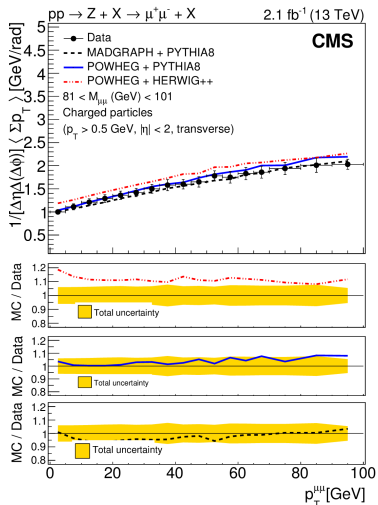 pp → Z + X → μ⁺μ⁻ + X 2.1 fb⁻¹ (13 TeV)
1/[ΔηΔ(Δϕ)] ⟨ Σp_T ⟩ [GeV/rad]
5
4.5
4
3.5
3
2.5
2
1.5
1
0.5
Data
MADGRAPH + PYTHIA8
POWHEG + PYTHIA8
POWHEG + HERWIG++
CMS
81 < M_μμ (GeV) < 101
Charged particles
(p_T > 0.5 GeV, |η| < 2, transverse)
MC / Data
1.2
1.1
1
0.9
0.8
Total uncertainty
MC / Data
1.2
1.1
1
0.9
0.8
Total uncertainty
MC / Data
1.2
1.1
1
0.9
0.8
Total uncertainty
0 20 40 60 80 100
p_T^μμ [GeV]